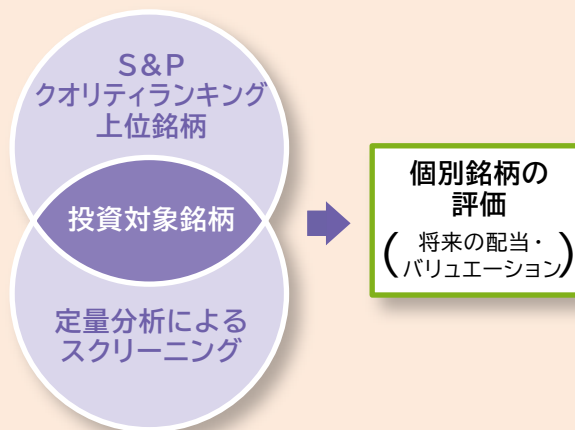 S&P
クオリティランキング
上位銘柄
投資対象銘柄
定量分析による
スクリーニング
個別銘柄の
評価
(将来の配当・
バリュエーション)